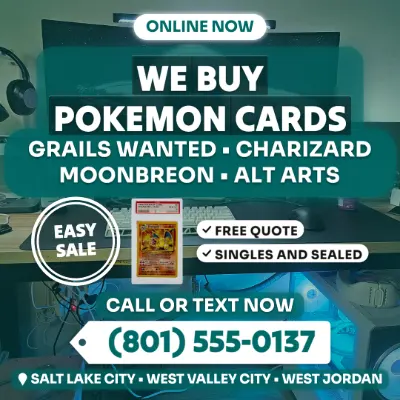 ONLINE NOW
WE BUY
POKEMON CARDS
GRAILS WANTED ▪ CHARIZARD
MOONBREON ▪ ALT ARTS
EASY
SALE
FREE QUOTE
SINGLES AND SEALED
CALL OR TEXT NOW
(801) 555-0137
SALT LAKE CITY ▪ WEST VALLEY CITY ▪ WEST JORDAN